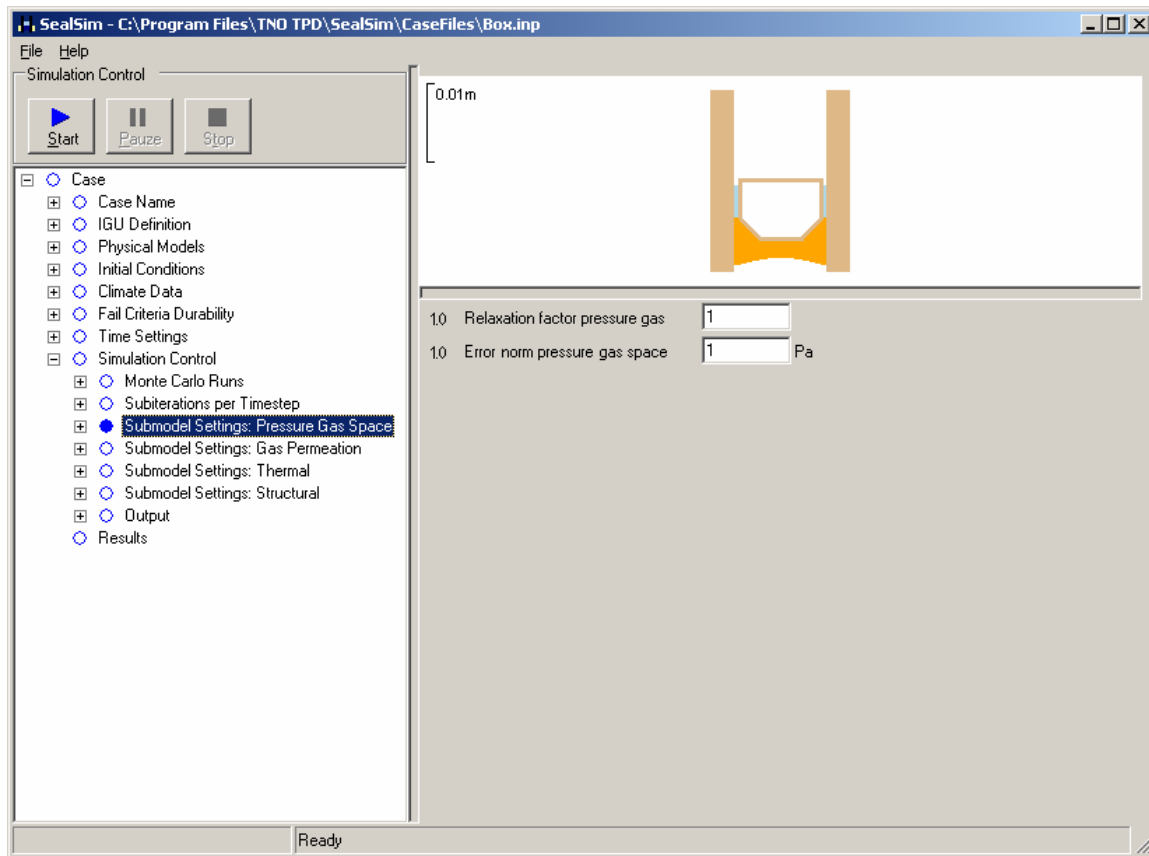 SealSim - C:\Program Files\TNO TPD\SealSim\CaseFiles\Box.inp
File Help
Simulation Control
Start Pauze Stop
Case
Case Name
IGU Definition
Physical Models
Initial Conditions
Climate Data
Fail Criteria Durability
Time Settings
Simulation Control
Monte Carlo Runs
Subiterations per Timestep
Submodel Settings: Pressure Gas Space
Submodel Settings: Gas Permeation
Submodel Settings: Thermal
Submodel Settings: Structural
Output
Results
0.01m
1.0 Relaxation factor pressure gas 1
1.0 Error norm pressure gas space 1 Pa
Ready